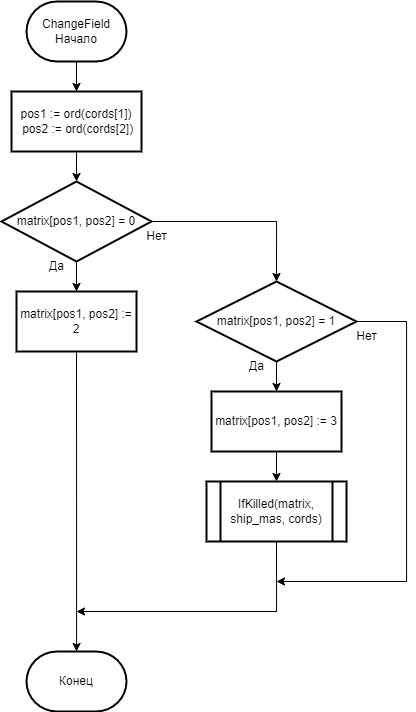 ChangeField
Начало
pos1 := ord(cords[1])
pos2 := ord(cords[2])
matrix[pos1, pos2] = 0
Нет
Да
matrix[pos1, pos2] :=
2
matrix[pos1, pos2] = 1
Нет
Да
matrix[pos1, pos2] := 3
IfKilled(matrix,
ship_mas, cords)
Конец